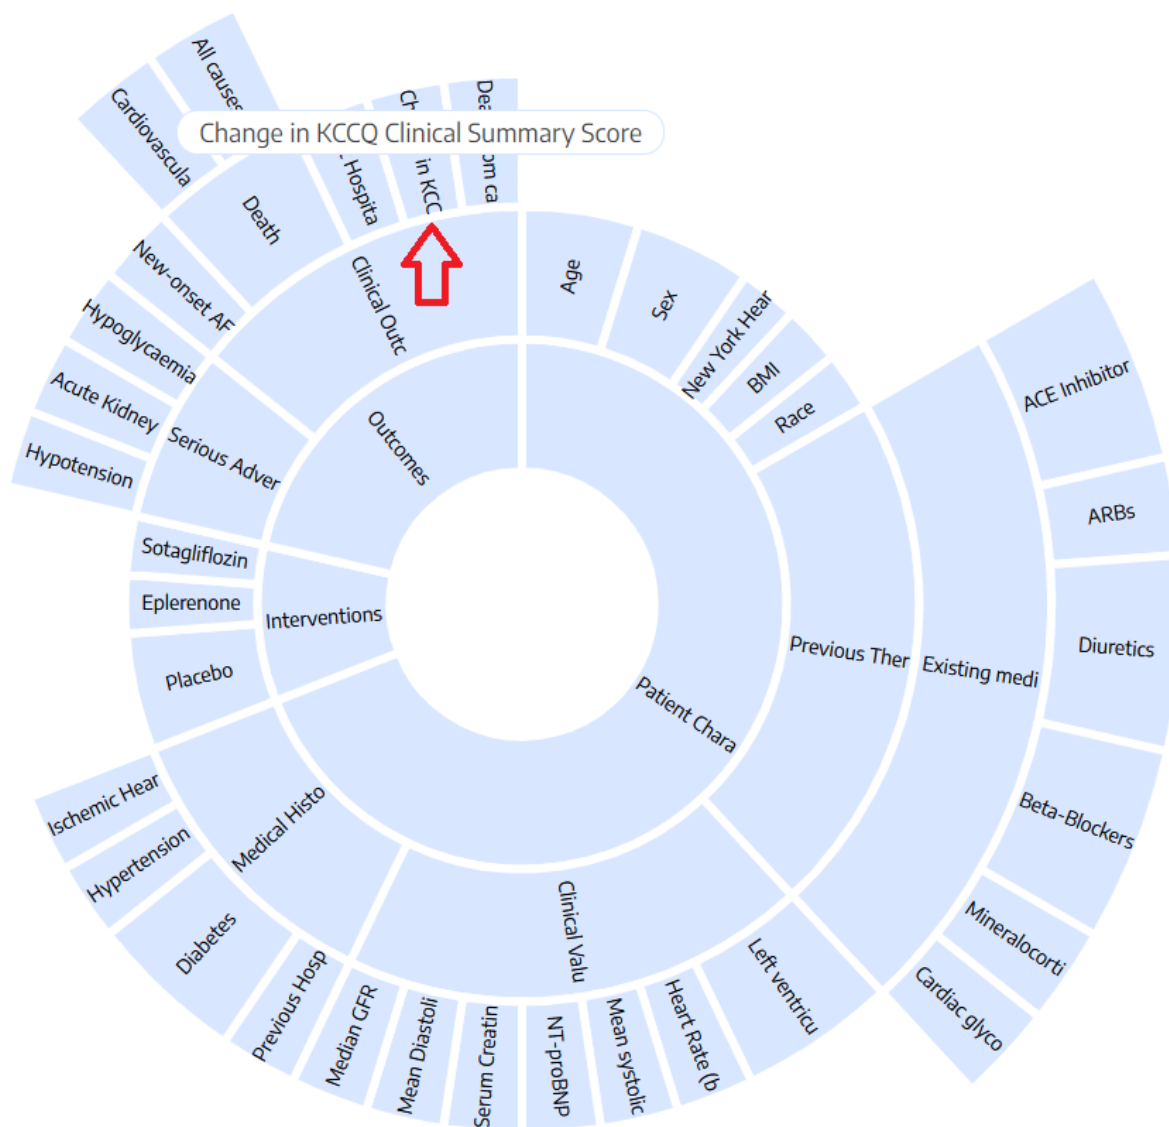 All causes
Cardiovascula
Change in KCCQ Clinical Summary Score
Hospita
in KCC
Death
New-onset AF
Hypoglycaemia
Acute Kidney
Hypotension
Clinical Outc
Serious Adver
Outcomes
Age
Sex
New York Hear
BMI
Race
ACE Inhibitor
ARBs
Diuretics
Beta-Blockers
Mineralocorti
Cardiac glyco
Existing medi
Previous Ther
Patient Chara
Sotagliflozin
Eplerenone
Placebo
Interventions
Ischemic Hear
Hypertension
Diabetes
Previous Hosp
Medical Histo
Clinical Valu
Median GFR
Mean Diastoli
Serum Creatin
NT-proBNP
Mean systolic
Heart Rate (b
Left ventricu